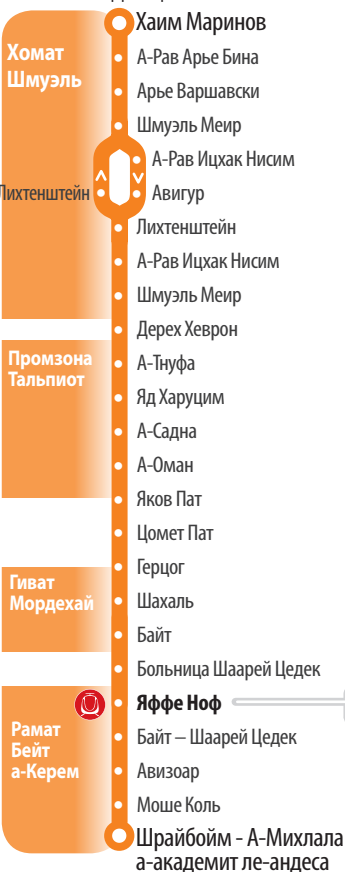 Хаим Маринов
Хомат
Шмуэль
А-Рав Арье Бина
Арье Варшавски
Шмуэль Меир
А-Рав Ицхак Нисим
Лихтенштейн
Авигур
Лихтенштейн
А-Рав Ицхак Нисим
Шмуэль Меир
Дерех Хеврон
Промзона
Тальпиот
А-Тнуфа
Яд Харуцим
А-Садна
А-Оман
Яков Пат
Цомет Пат
Герцог
Гиват
Мордехай
Шахаль
Байт
Больница Шаарей Цедек
Яффе Ноф
Рамат
Бейт
а-Керем
Байт – Шаарей Цедек
Авизоар
Моше Коль
Шрайбойм - А-Михлала
а-академит ле-андеса